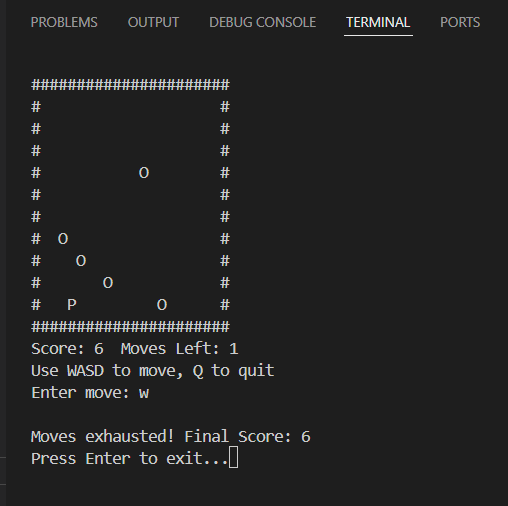 PROBLEMS OUTPUT DEBUG CONSOLE TERMINAL PORTS
######################
#                    #
#                    #
#                    #
#           O        #
#                    #
#                    #
#  O                 #
#    O               #
#       O            #
#   P         O      #
######################
Score: 6  Moves Left: 1
Use WASD to move, Q to quit
Enter move: w
Moves exhausted! Final Score: 6
Press Enter to exit...